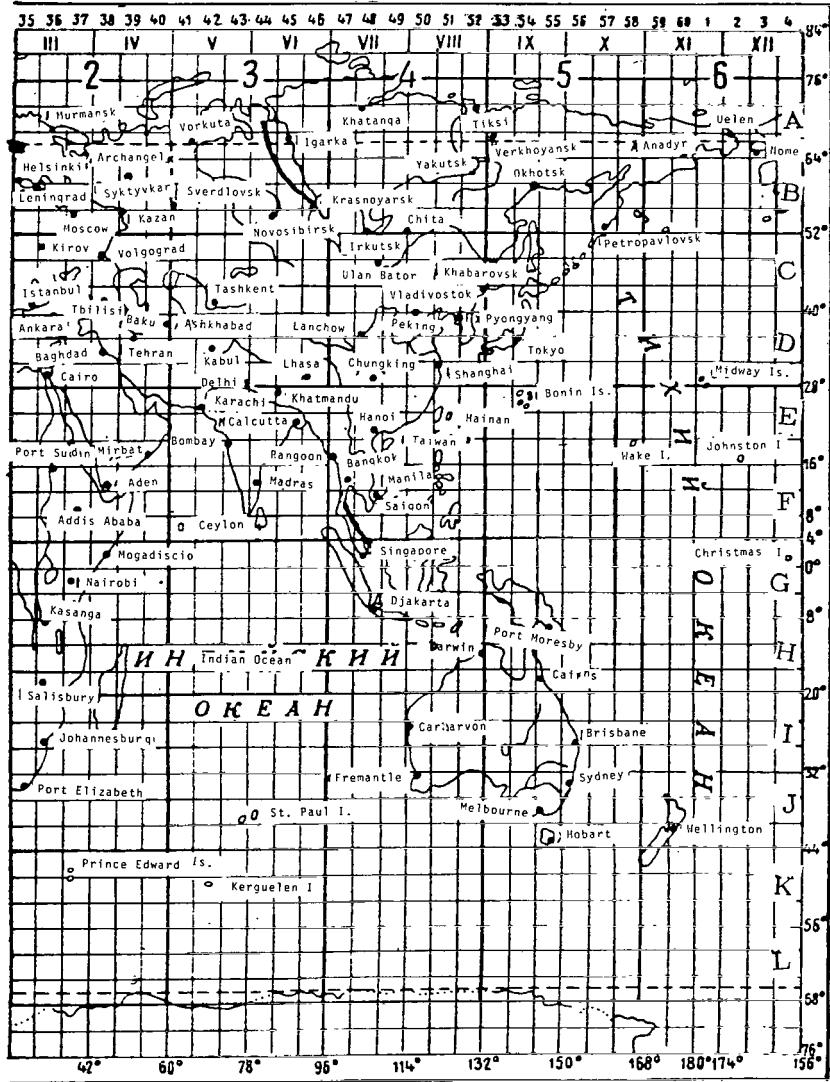 35 36 37 38 39 40 41 42 43 44 45 46 47 48 49 50 51 52 53 54 55 56 57 58 59 60 1 2 3 4
III IV V VI VII VIII IX X XI XII
84°
2 3 4 5 6
76°
Murmansk Vorkuta Igarka Khatanga Tiksi Uelen A
Helsinki Archangel Yakutsk Verkhoyansk Anadyr Nome 64°
Leningrad Syktyvkar Sverdlovsk Krasnoyarsk Okhotsk B
Moscow Kazan Novosibirsk Irkutsk Chita Petropavlovsk 52°
Kirov Volgograd Ulan Bator Khabarovsk C
Istanbul Tbilisi Tashkent Vladivostok 40°
Ankara Baku Ashkhabad Lanchow Peking Pyongyang
Baghdad Tehran Kabul Lhasa Chungking Shanghai Tokyo D
Cairo Delhi Khatmandu Midway Is. 28°
Karachi Calcutta Hanoi Hainan Bonin Is. E
Port Sudan Mirbat Bombay Rangoon Bangkok Taiwan Wake I. Johnston I 16°
Aden Madras Manila Saigon F
Addis Ababa Ceylon 8°
4°
Mogadiscio Singapore Christmas I. 0°
Nairobi G
Kasanga Djakarta Port Moresby 8°
ИН Indian Ocean КИЙ Darwin H
Salisbury Cairns 20°
ОКЕАН
Johannesburg Carnarvon Brisbane I
Port Elizabeth Fremantle Sydney 32°
St. Paul I. Melbourne J
Hobart Wellington
44°
Prince Edward Is.
Kerguelen I K
56°
L
58°
76°
ТИХИЙ
ОКЕАН
42° 60° 78° 96° 114° 132° 150° 168° 180° 174° 156°